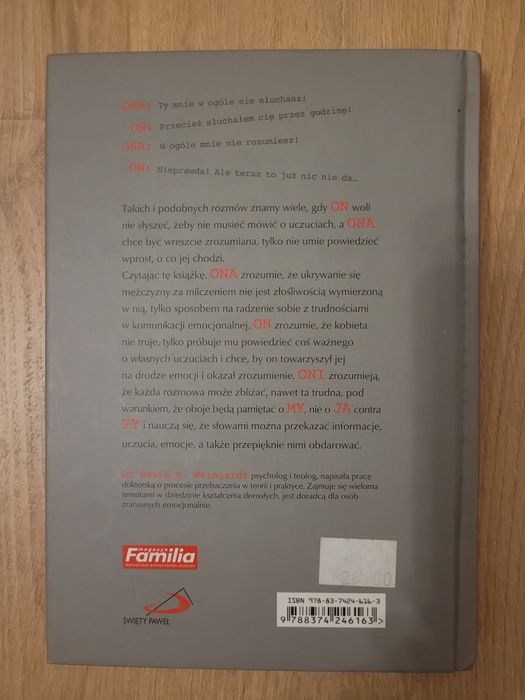 ONA: Ty mnie w ogóle nie słuchasz!
ON: Przecież słuchałem cię przez godzinę!
ONA: W ogóle mnie nie rozumiesz!
ON: Nieprawda! Ale teraz to już nic nie da…
Takich i podobnych rozmów znamy wiele, gdy ON woli
nie słyszeć, żeby nie musieć mówić o uczuciach, a ONA
chce być wreszcie zrozumiana, tylko nie umie powiedzieć
wprost, o co jej chodzi.
Czytając tę książkę, ONA zrozumie, że ukrywanie się
mężczyzny za milczeniem nie jest złośliwością wymierzoną
w nią, tylko sposobem na radzenie sobie z trudnościami
w komunikacji emocjonalnej. ON zrozumie, że kobieta
nie truje, tylko próbuje mu powiedzieć coś ważnego
o własnych uczuciach i chce, by on towarzyszył jej
na drodze emocji i okazał zrozumienie. ONI zrozumieją,
że każda rozmowa może zbliżać, nawet ta trudna, pod
warunkiem, że oboje będą pamiętać o MY, nie o JA contra
TY i nauczą się, że słowami można przekazać informacje,
uczucia, emocje, a także przepięknie nimi obdarować.
Dr Beate M. Weingardt psycholog i teolog, napisała pracę
doktorską o procesie przebaczania w teorii i praktyce. Zajmuje się wieloma
tematami w dziedzinie kształcenia dorosłych, jest doradcą dla osób
zranionych emocjonalnie.
magazyn
Familia
ŚWIĘTY PAWEŁ
ISBN 978-83-7424-616-3
9 788374 246163 >